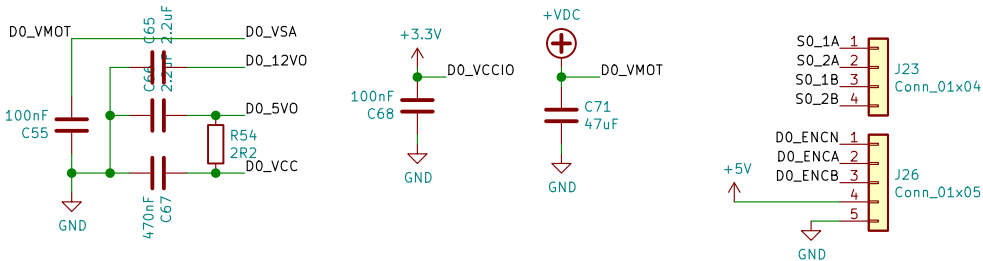 D0_VMOT
C65
2.2uF
D0_VSA
D0_12VO
C66
2.2uF
100nF
C55
D0_5VO
R54
2R2
D0_VCC
470nF
C67
GND
+3.3V
D0_VCCIO
100nF
C68
GND
+VDC
D0_VMOT
C71
47uF
GND
S0_1A 1
S0_2A 2
S0_1B 3
S0_2B 4
J23
Conn_01x04
D0_ENCN 1
D0_ENCA 2
D0_ENCB 3
4
5
J26
Conn_01x05
+5V
GND